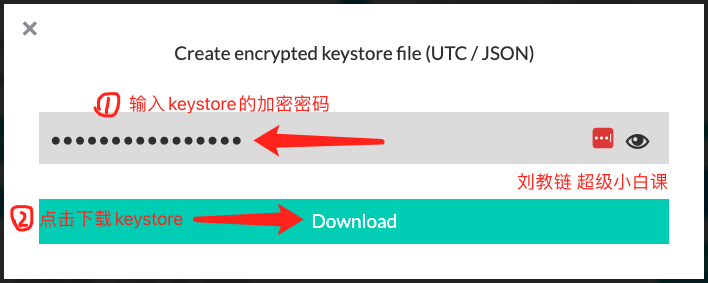 ×
Create encrypted keystore file (UTC / JSON)
① 输入keystore的加密密码
••••••••••••••••
刘教链 超级小白课
② 点击下载keystore
Download